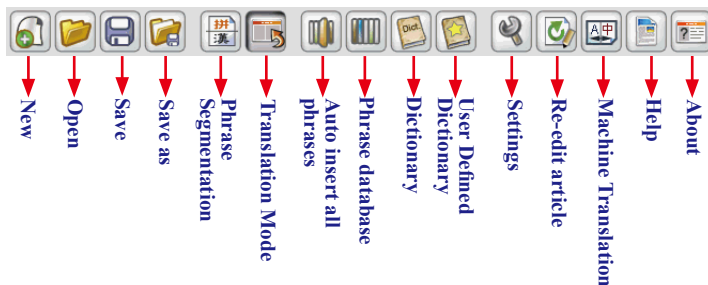 拼
漢
Dict.
A 中
?
New
Open
Save
Save as
Phrase
Segmentation
Translation Mode
Auto insert all
phrases
Phrase database
Dictionary
User Defined
Dictionary
Settings
Re-edit article
Machine Translation
Help
About